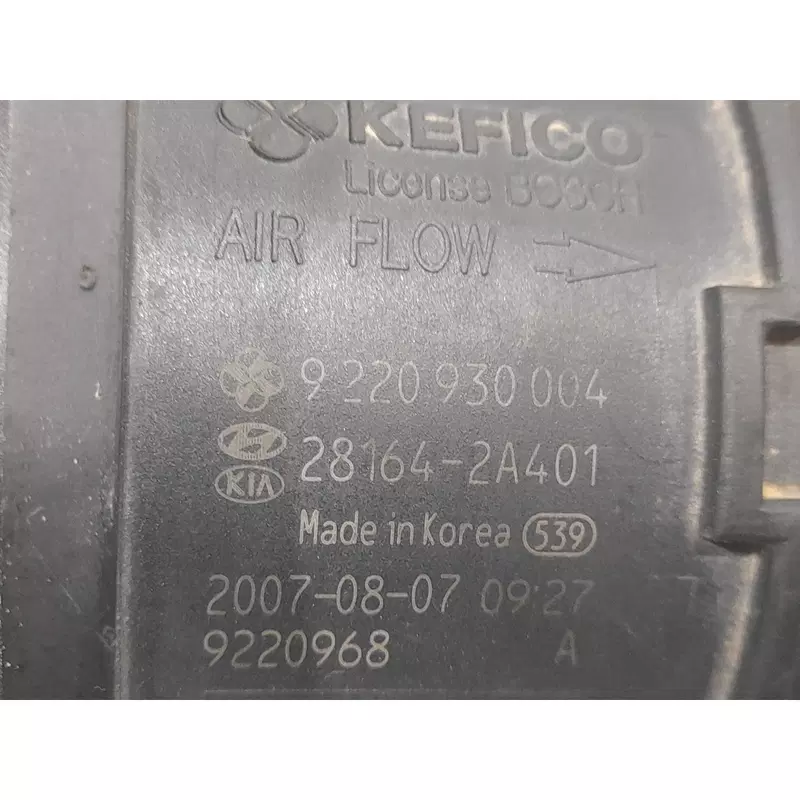 KEFICO
License BOSCH
AIR FLOW
9 220 930 004
28164-2A401
KIA
Made in Korea 539
2007-08-07 09:27
9220968 A